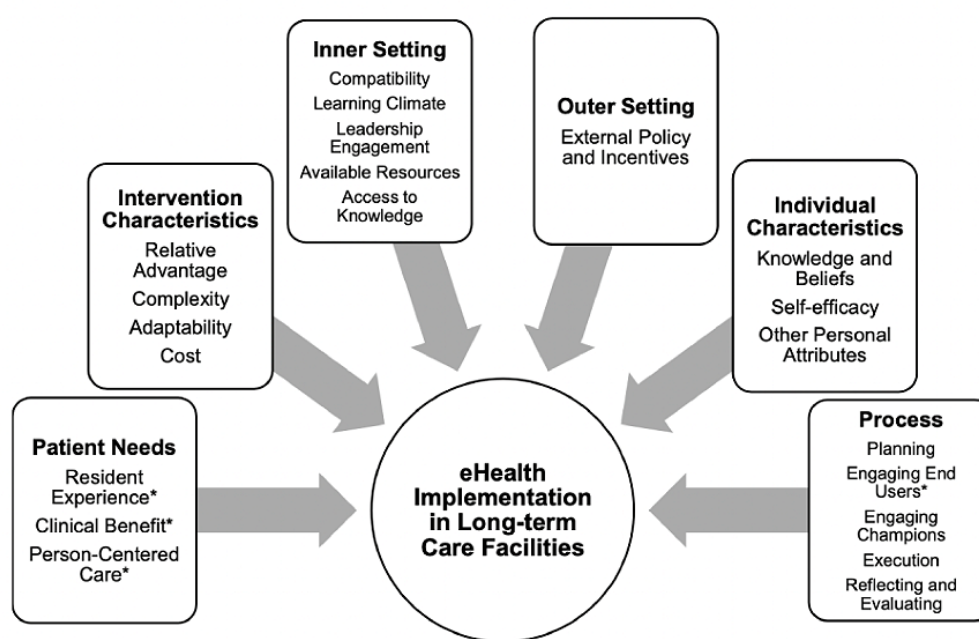 Inner Setting
Compatibility
Learning Climate
Leadership
Engagement
Available Resources
Access to
Knowledge
Outer Setting
External Policy
and Incentives
Intervention
Characteristics
Relative
Advantage
Complexity
Adaptability
Cost
Individual
Characteristics
Knowledge and
Beliefs
Self-efficacy
Other Personal
Attributes
Patient Needs
Resident
Experience*
Clinical Benefit*
Person-Centered
Care*
eHealth
Implementation
in Long-term
Care Facilities
Process
Planning
Engaging End
Users*
Engaging
Champions
Execution
Reflecting and
Evaluating